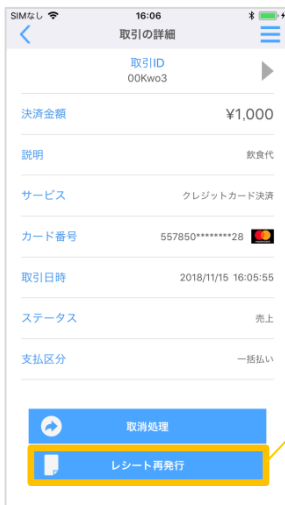 SIMなし 16:06
取引の詳細
取引ID
00Kwo3
決済金額 ¥1,000
説明 飲食代
サービス クレジットカード決済
カード番号 557850********28
取引日時 2018/11/15 16:05:55
ステータス 売上
支払区分 一括払い
取消処理
レシート再発行